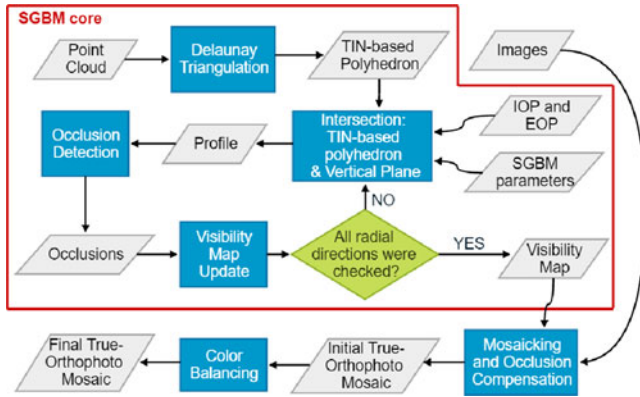 SGBM core
Point
Cloud
Delaunay
Triangulation
TIN-based
Polyhedron
Images
IOP and
EOP
Intersection:
TIN-based
polyhedron
& Vertical Plane
Profile
Occlusion
Detection
SGBM
parameters
NO
Occlusions
Visibility
Map
Update
All
radial
directions were
checked?
YES
Visibility
Map
Final True-
Orthophoto
Mosaic
Color
Balancing
Initial True-
Orthophoto
Mosaic
Mosaicking
and Occlusion
Compensation